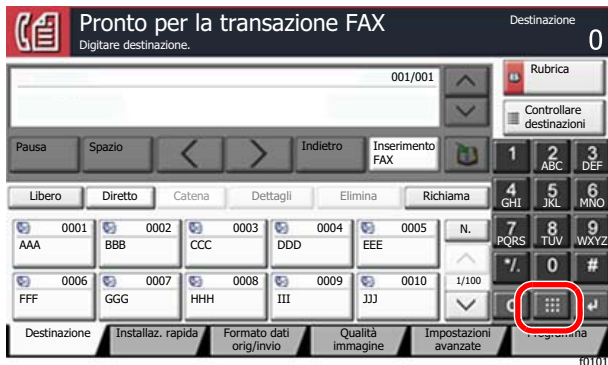 Pronto per la transazione FAX
Digitare destinazione.
Destinazione
0
001/001
Rubrica
Controllare
destinazioni
Pausa
Spazio
Indietro
Inserimento
FAX
1
2
ABC
3
DEF
Libero
Diretto
Catena
Dettagli
Elimina
Richiama
4
GHI
5
JKL
6
MNO
0001
AAA
0002
BBB
0003
CCC
0004
DDD
0005
EEE
N.
7
PQRS
8
TUV
9
WXYZ
*/.
0
#
0006
FFF
0007
GGG
0008
HHH
0009
III
0010
JJJ
1/100
C
Destinazione
Installaz. rapida
Formato dati
orig/invio
Qualità
immagine
Impostazioni
avanzate
Programma
f0101